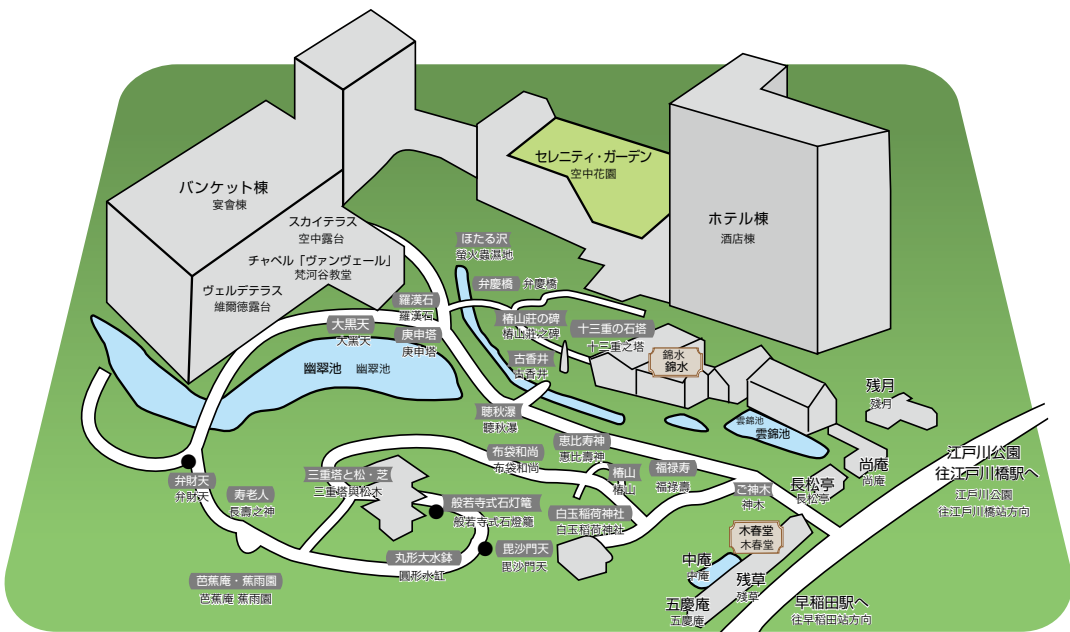 バンケット棟
宴會棟
スカイテラス
空中露台
チャペル「ヴァンヴェール」
梵河谷教堂
ヴェルデテラス
維爾德露台
セレニティ・ガーデン
空中花園
ホテル棟
酒店棟
ほたる沢
螢火蟲濕地
弁慶橋 弁慶橋
羅漢石
羅漢石
椿山荘の碑
椿山莊之碑
十三重の石塔
十三重之塔
大黒天
大黑天
庚申塔
庚申塔
古香井
古香井
錦水
錦水
幽翠池 幽翠池
残月
殘月
聴秋瀑
聽秋瀑
雲錦池
雲錦池
恵比寿神
惠比壽神
布袋和尚
布袋和尚
尚庵
尚庵
江戸川公園
往江戸川橋駅へ
江戸川公園
往江戸川橋站方向
三重塔と松・芝
三重塔與松木
椿山
椿山
福禄寿
福祿壽
長松亭
長松亭
弁財天
弁財天
寿老人
長壽之神
ご神木
神木
般若寺式石灯篭
般若寺式石燈籠
白玉稲荷神社
白玉稻荷神社
木春堂
木春堂
丸形大水鉢
圓形水缸
毘沙門天
毘沙門天
中庵
中庵
芭蕉庵・蕉雨園
芭蕉庵 蕉雨園
残草
殘草
五慶庵
五慶庵
早稲田駅へ
往早稻田站方向